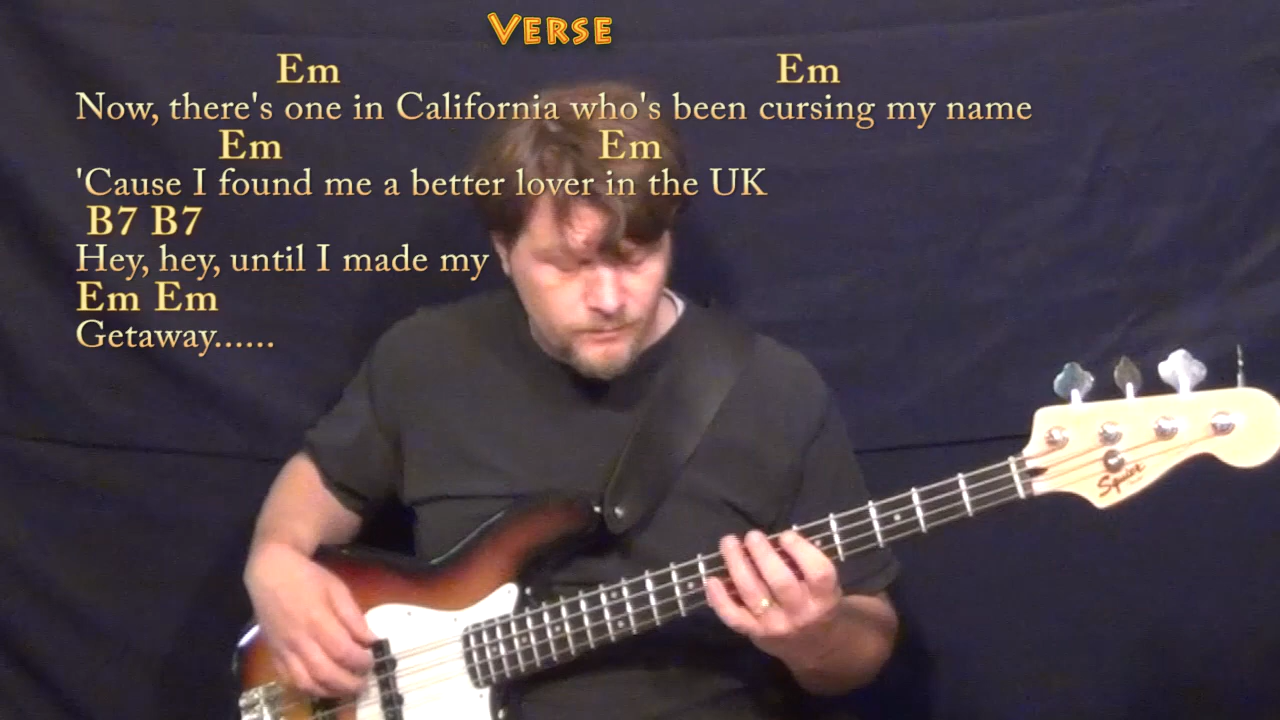 VERSE
Em Em
Now, there's one in California who's been cursing my name
Em Em
'Cause I found me a better lover in the UK
B7 B7
Hey, hey, until I made my
Em Em
Getaway......
Squier